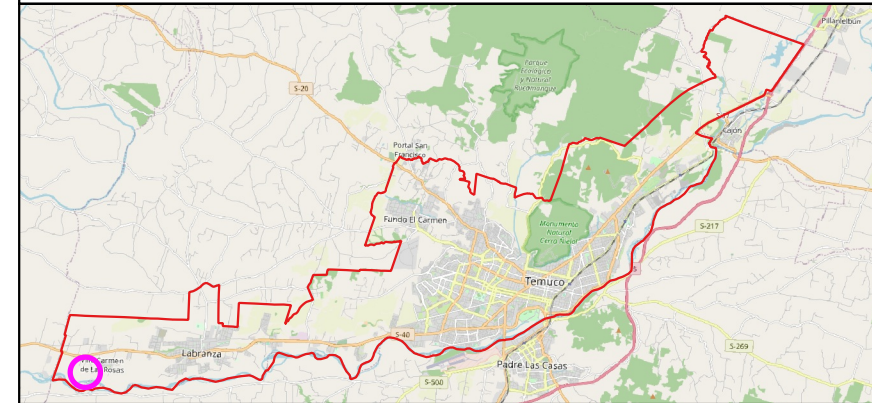 Pillanlelbún
Parque
Ecológico
y Natural
Rucamanque
S-20
Cajón
Portal San
Francisco
Fundo El Carmen
Monumento
Natural
Cerro Ñielol
S-217
5
Temuco
S-40
Labranza
S-269
Carmen
de Las Rosas
Padre Las Casas
S-500